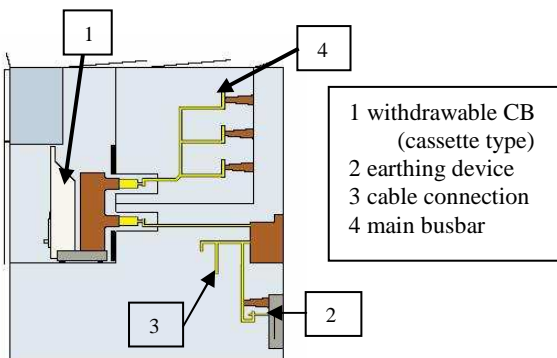 1
4
1 withdrawable CB
(cassette type)
2 earthing device
3 cable connection
4 main busbar
3
2